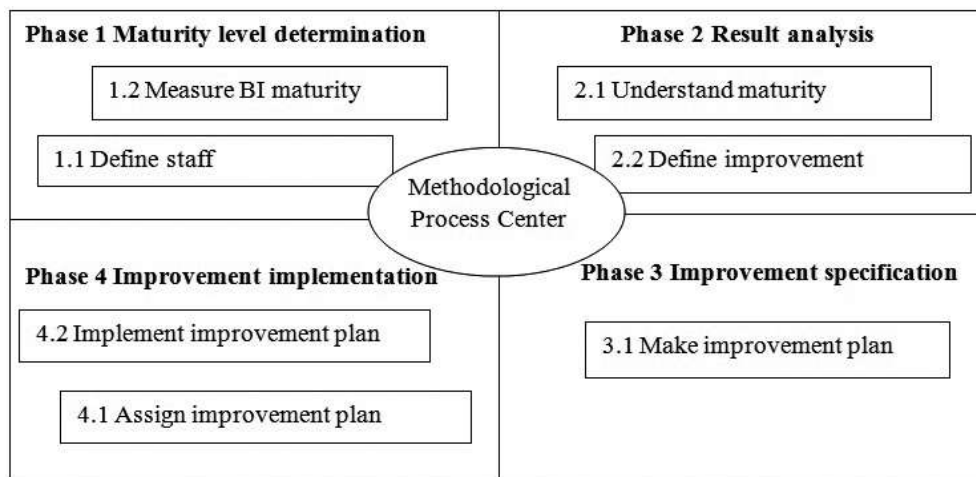 Phase 1 Maturity level determination
1.2 Measure BI maturity
1.1 Define staff
Phase 2 Result analysis
2.1 Understand maturity
2.2 Define improvement
Methodological
Process Center
Phase 4 Improvement implementation
4.2 Implement improvement plan
4.1 Assign improvement plan
Phase 3 Improvement specification
3.1 Make improvement plan